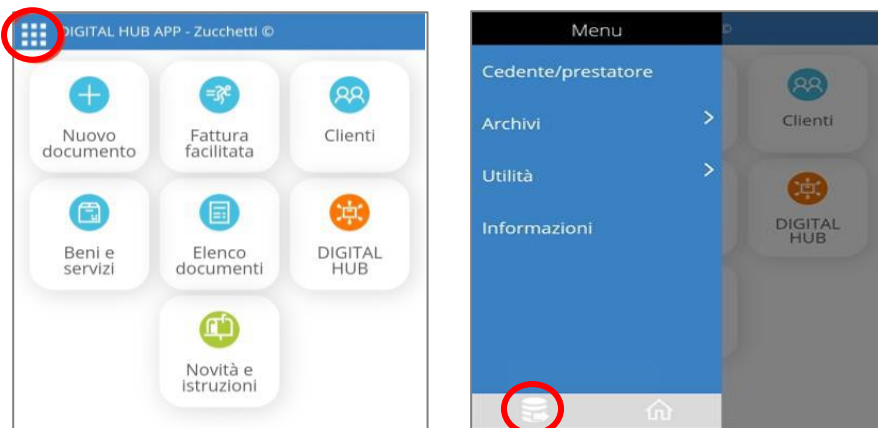 DIGITAL HUB APP - Zucchetti ©
Nuovo
documento
Fattura
facilitata
Clienti
Beni e
servizi
Elenco
documenti
DIGITAL
HUB
Novità e
istruzioni
Menu
©
Cedente/prestatore
Archivi
Utilità
Informazioni
Clienti
DIGITAL
HUB